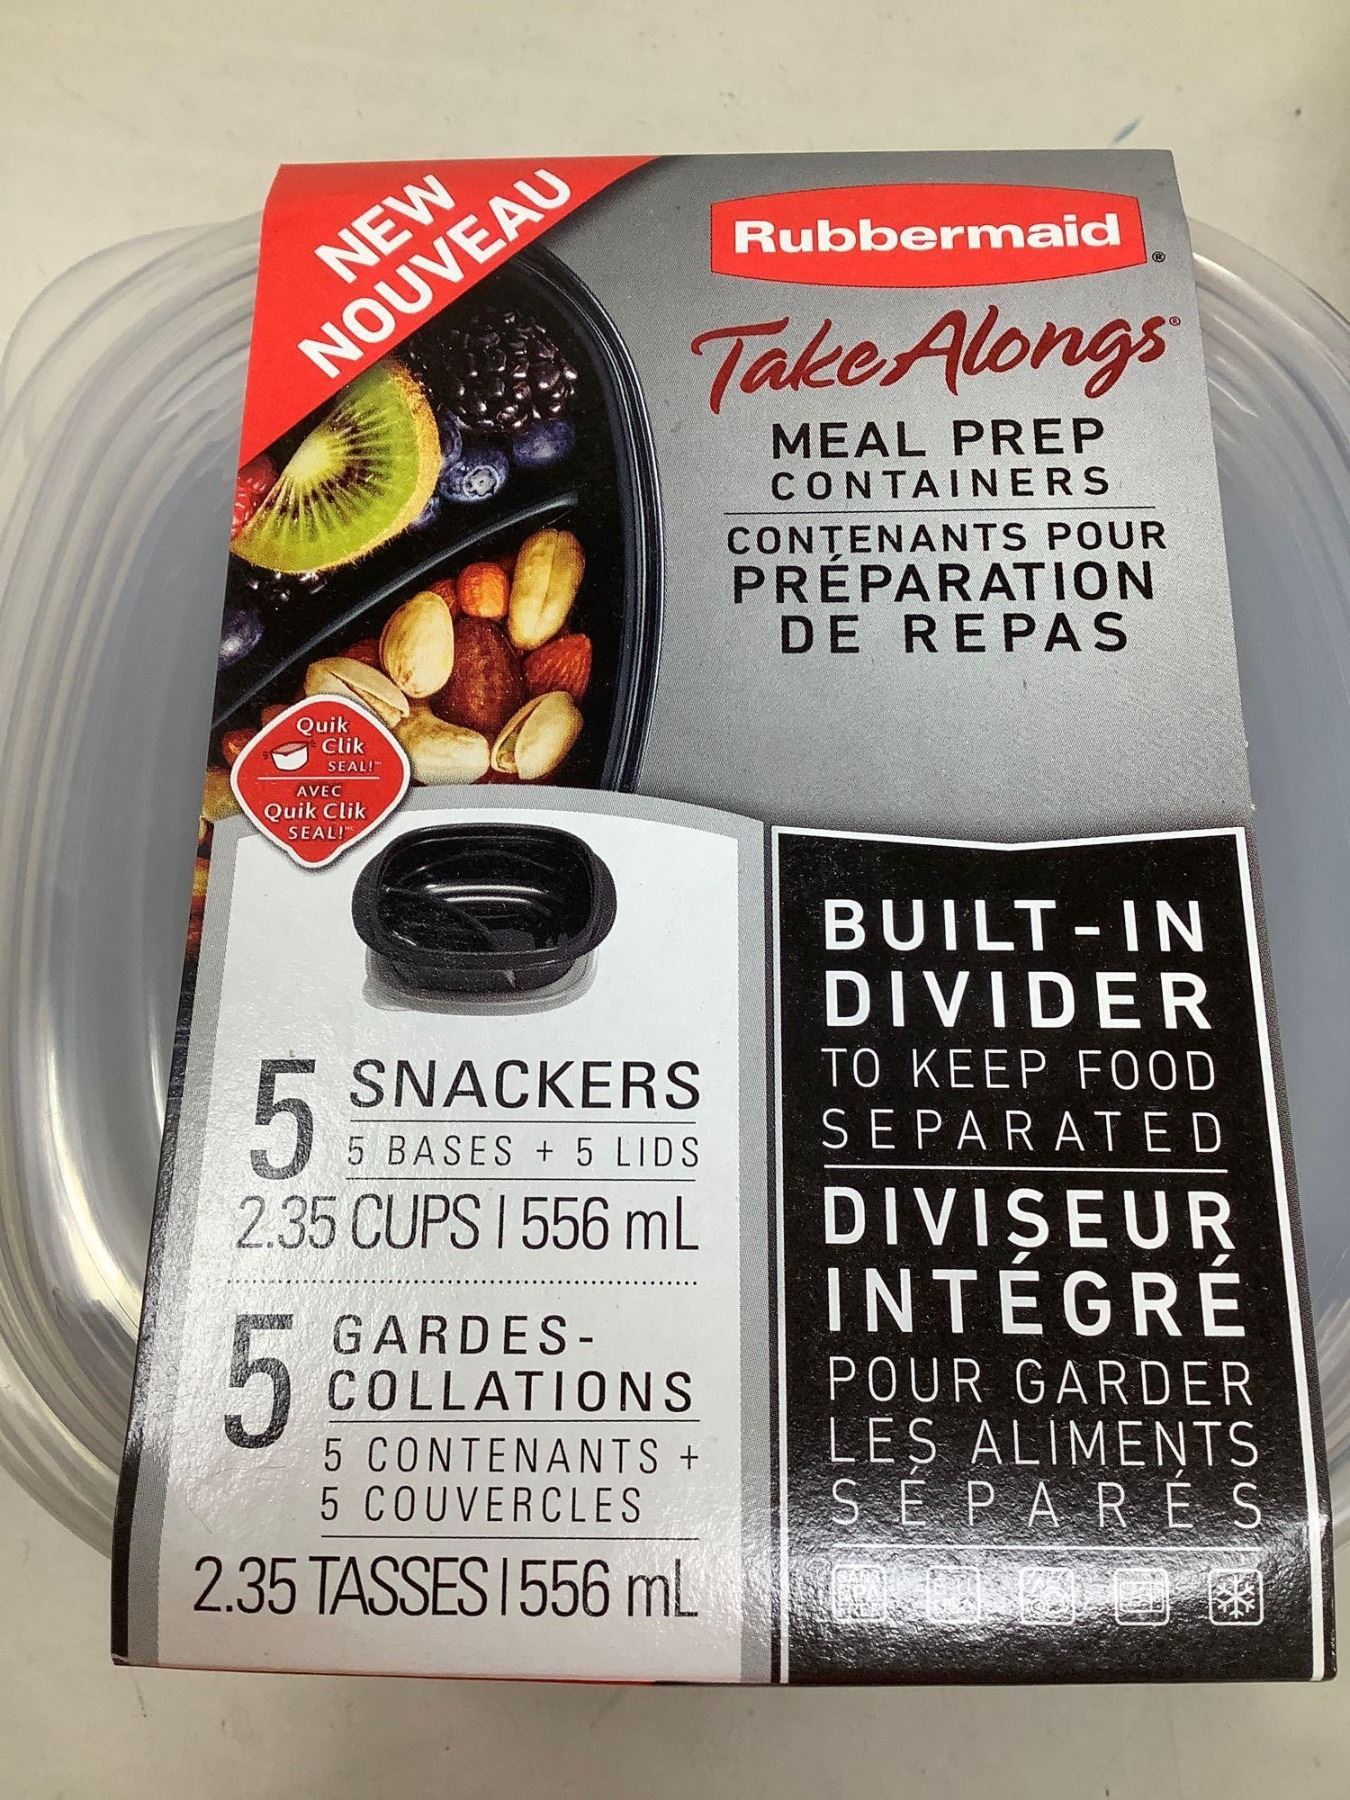 NEW
NOUVEAU
Rubbermaid®
TakeAlongs®
MEAL PREP
CONTAINERS
CONTENANTS POUR
PRÉPARATION
DE REPAS
Quik
Clik
SEAL!™
AVEC
Quik Clik
SEAL!ᴹᶜ
5 SNACKERS
5 BASES + 5 LIDS
2.35 CUPS | 556 mL
5 GARDES-
COLLATIONS
5 CONTENANTS +
5 COUVERCLES
2.35 TASSES | 556 mL
BUILT-IN
DIVIDER
TO KEEP FOOD
SEPARATED
DIVISEUR
INTÉGRÉ
POUR GARDER
LES ALIMENTS
SÉPARÉS